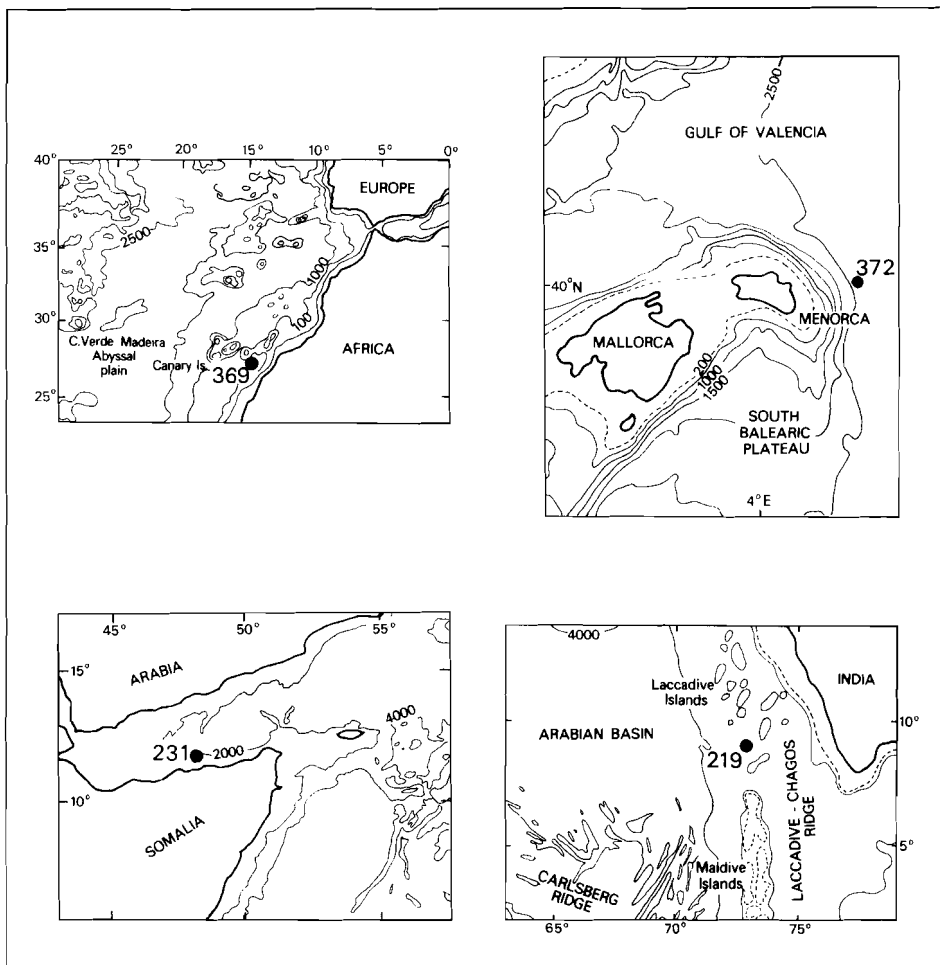 25° 20° 15° 10° 5° 0°
40°
EUROPE
35°
2500
4000
30°
100
C.Verde Madeira
Abyssal
plain
Canary Is.
369
AFRICA
25°
2500
GULF OF VALENCIA
372
40°N
MENORCA
MALLORCA
200
1000
1500
SOUTH
BALEARIC
PLATEAU
4°E
45° 50° 55°
15°
ARABIA
4000
231
2000
10°
SOMALIA
4000
INDIA
Laccadive
Islands
10°
ARABIAN BASIN
219
LACCADIVE - CHAGOS
RIDGE
5°
Maldive
Islands
CARLSBERG
RIDGE
65° 70° 75°